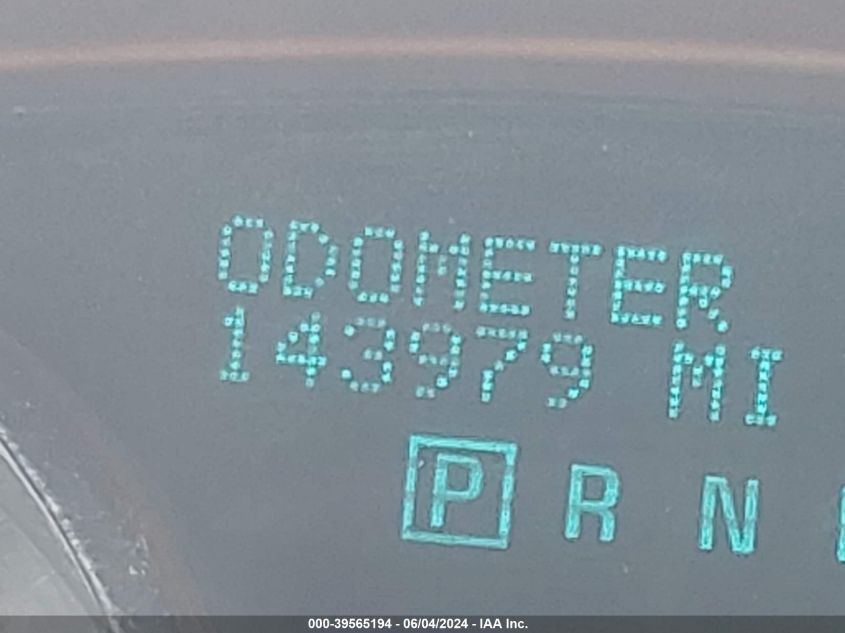 ODOMETER
143979 MI
P R N
000-39565194 - 06/04/2024 - IAA Inc.